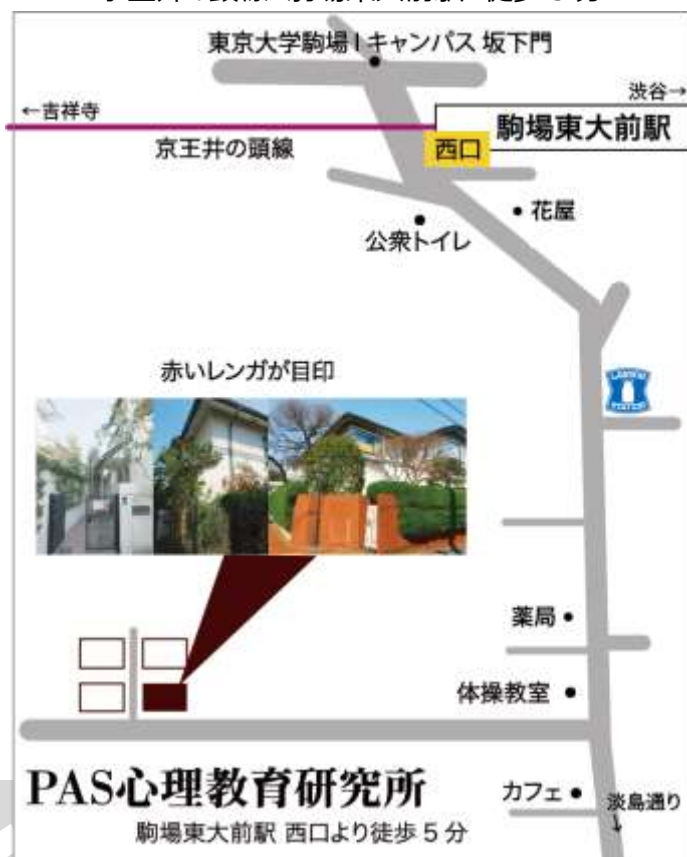 東京大学駒場Iキャンパス 坂下門
渋谷→
←吉祥寺
駒場東大前駅
京王井の頭線
西口
花屋
公衆トイレ
赤いレンガが目印
LAWSON
STATION
薬局
体操教室
PAS心理教育研究所
カフェ
淡島通り
↓
駒場東大前駅 西口より徒歩5分